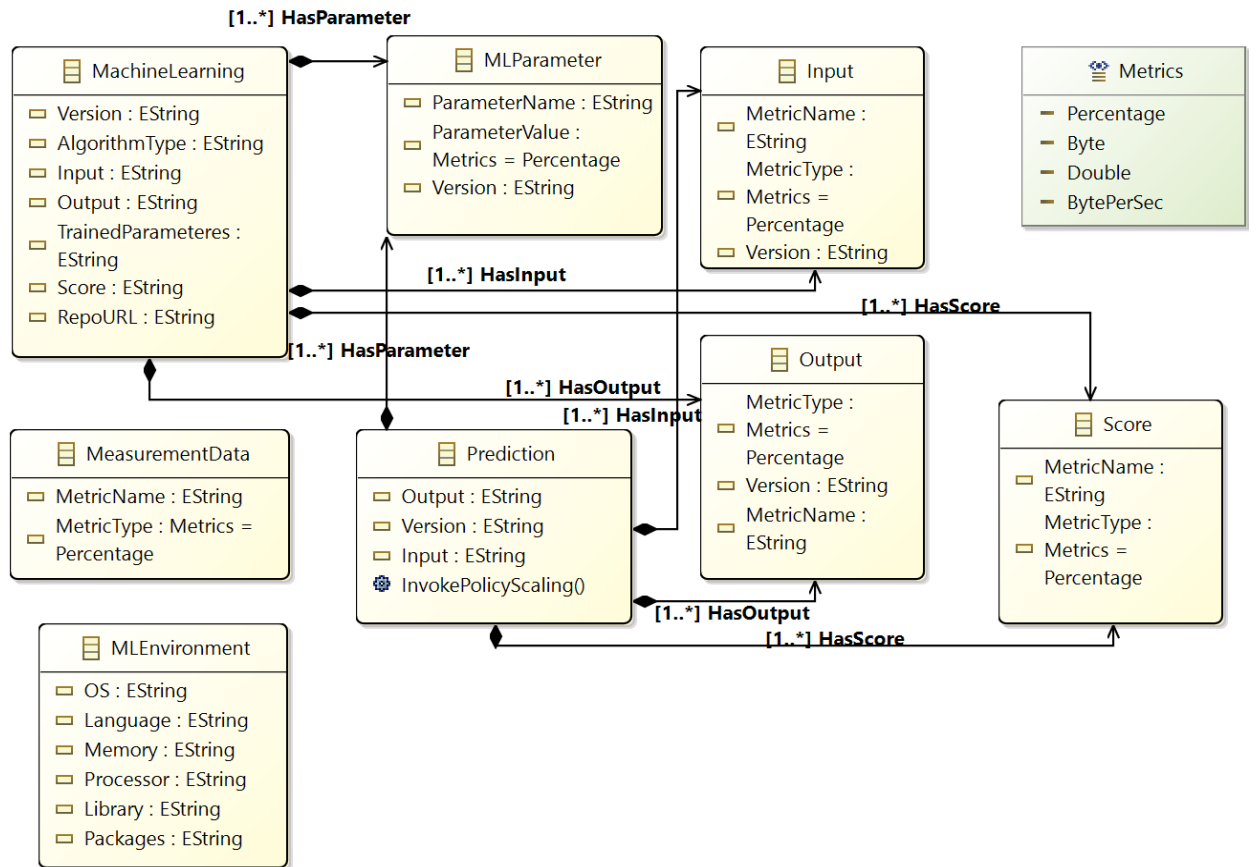 [1..*] HasParameter
MachineLearning
Version : EString
AlgorithmType : EString
Input : EString
Output : EString
TrainedParameteres :
EString
Score : EString
RepoURL : EString
MLParameter
ParameterName : EString
ParameterValue :
Metrics = Percentage
Version : EString
Input
MetricName :
EString
MetricType :
Metrics =
Percentage
Version : EString
Metrics
Percentage
Byte
Double
BytePerSec
[1..*] HasInput
[1..*] HasScore
[1..*] HasParameter
[1..*] HasOutput
[1..*] HasInput
Output
MetricType :
Metrics =
Percentage
Version : EString
MetricName :
EString
Score
MetricName :
EString
MetricType :
Metrics =
Percentage
MeasurementData
MetricName : EString
MetricType : Metrics =
Percentage
Prediction
Output : EString
Version : EString
Input : EString
InvokePolicyScaling()
[1..*] HasOutput
[1..*] HasScore
MLEnvironment
OS : EString
Language : EString
Memory : EString
Processor : EString
Library : EString
Packages : EString